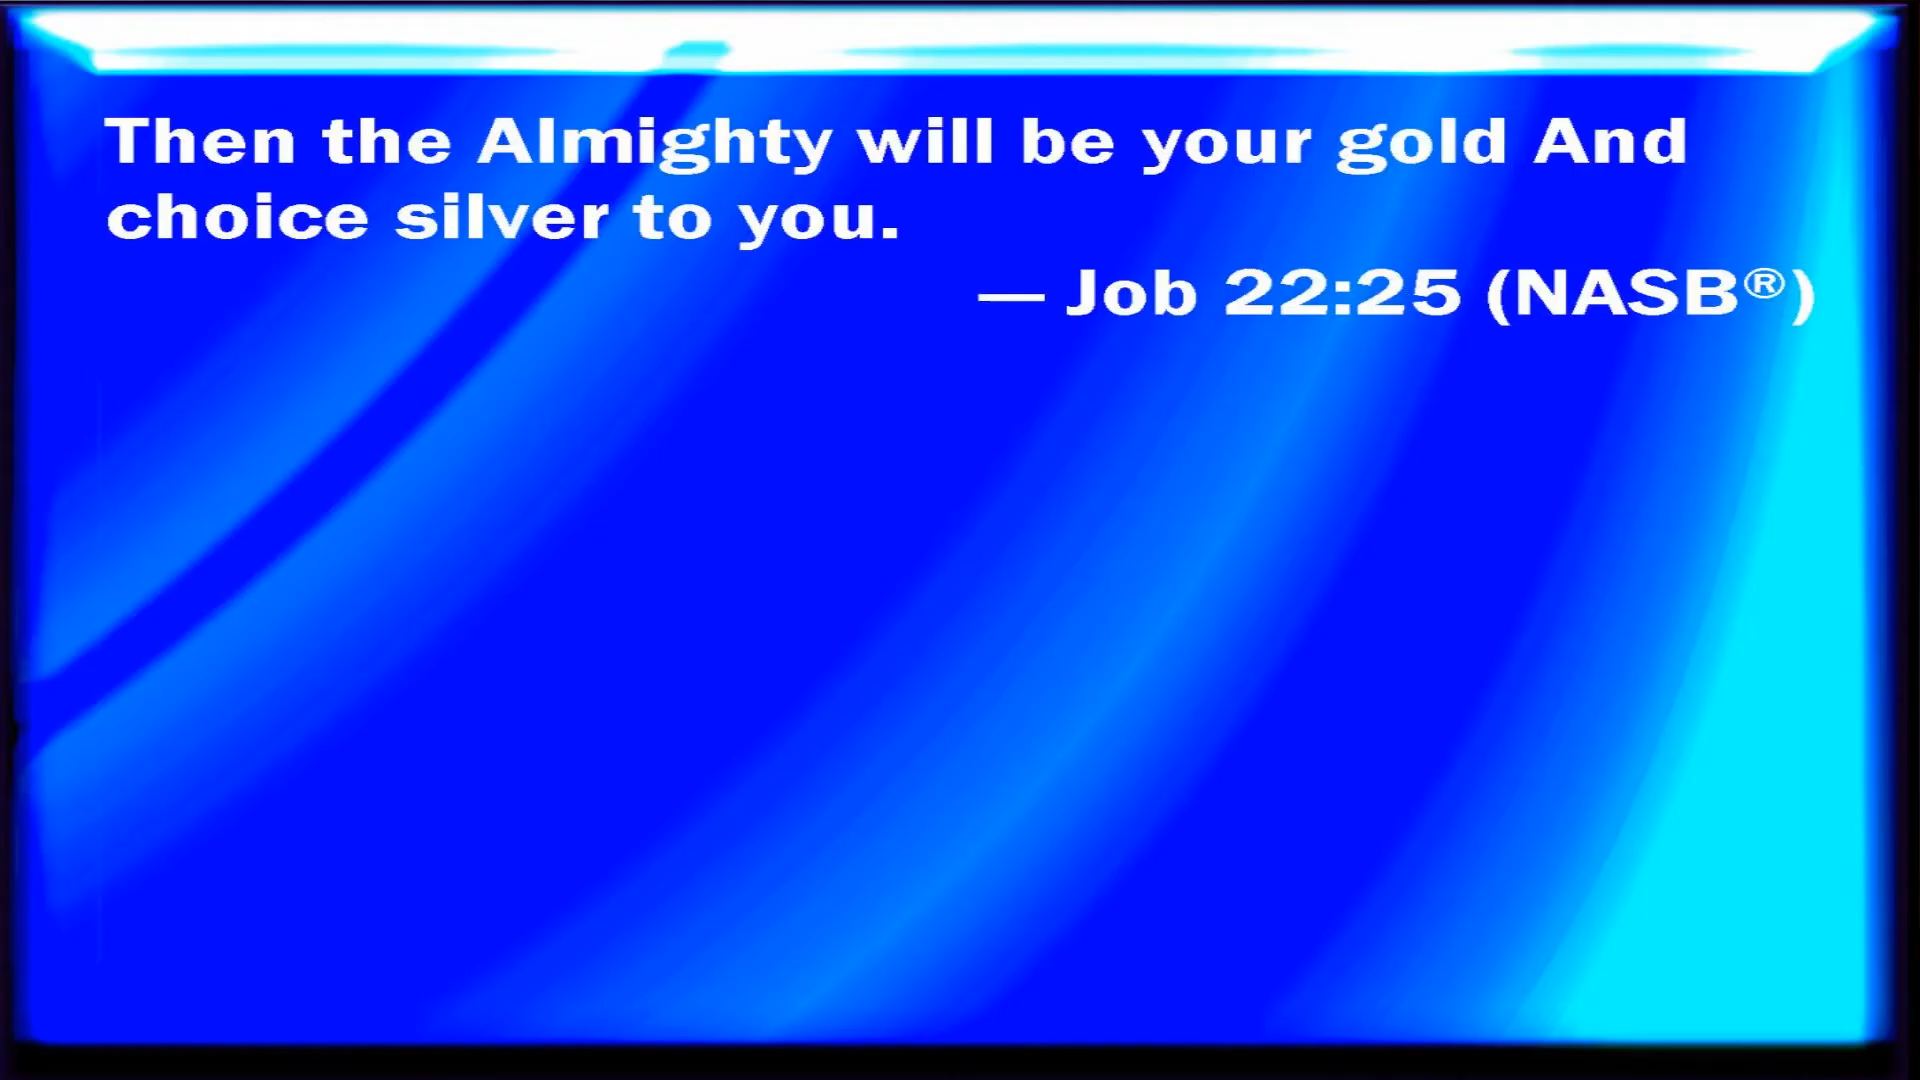 Then the Almighty will be your gold And
choice silver to you.
— Job 22:25 (NASB®)